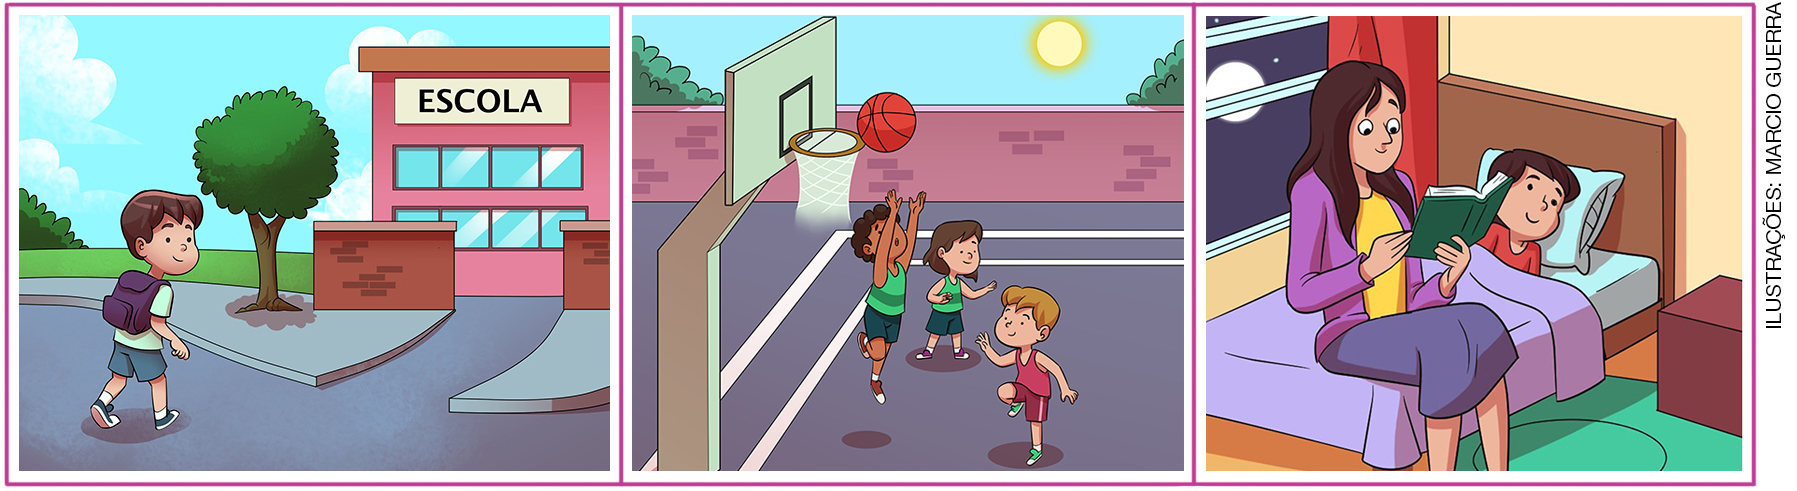 ESCOLA
ILUSTRAÇÕES: MARCIO GUERRA